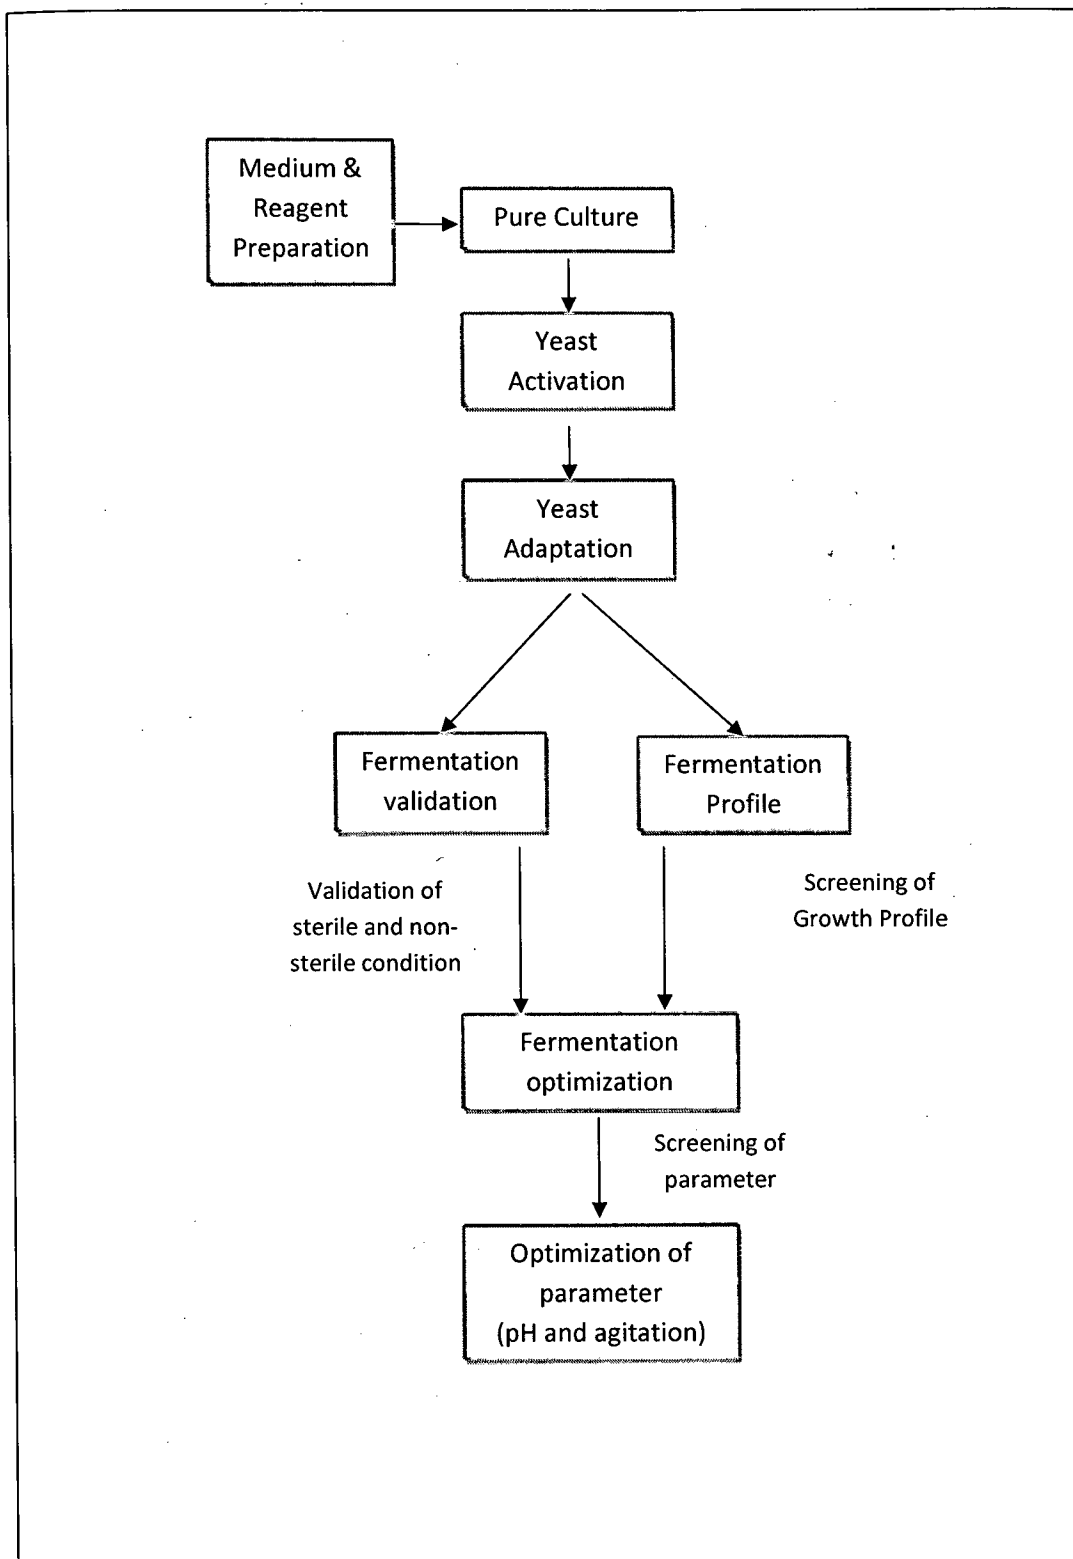 Medium &
Reagent
Preparation
Pure Culture
Yeast
Activation
Yeast
Adaptation
Fermentation
validation
Fermentation
Profile
Validation of
sterile and non-
sterile condition
Screening of
Growth Profile
Fermentation
optimization
Screening of
parameter
Optimization of
parameter
(pH and agitation)